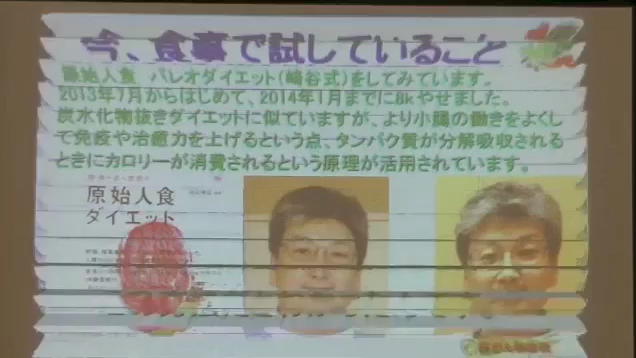 今、食事で試していること
原始人食　パレオダイエット(崎谷式)をしてみています。
2013年7月からはじめて、2014年1月までに8kやせました。
炭水化物抜きダイエットに似ていますが、より小腸の働きをよくし
て免疫や治癒力を上げるという点、タンパク質が分解吸収される
ときにカロリーが消費されるという原理が活用されています。
原始人食
ダイエット